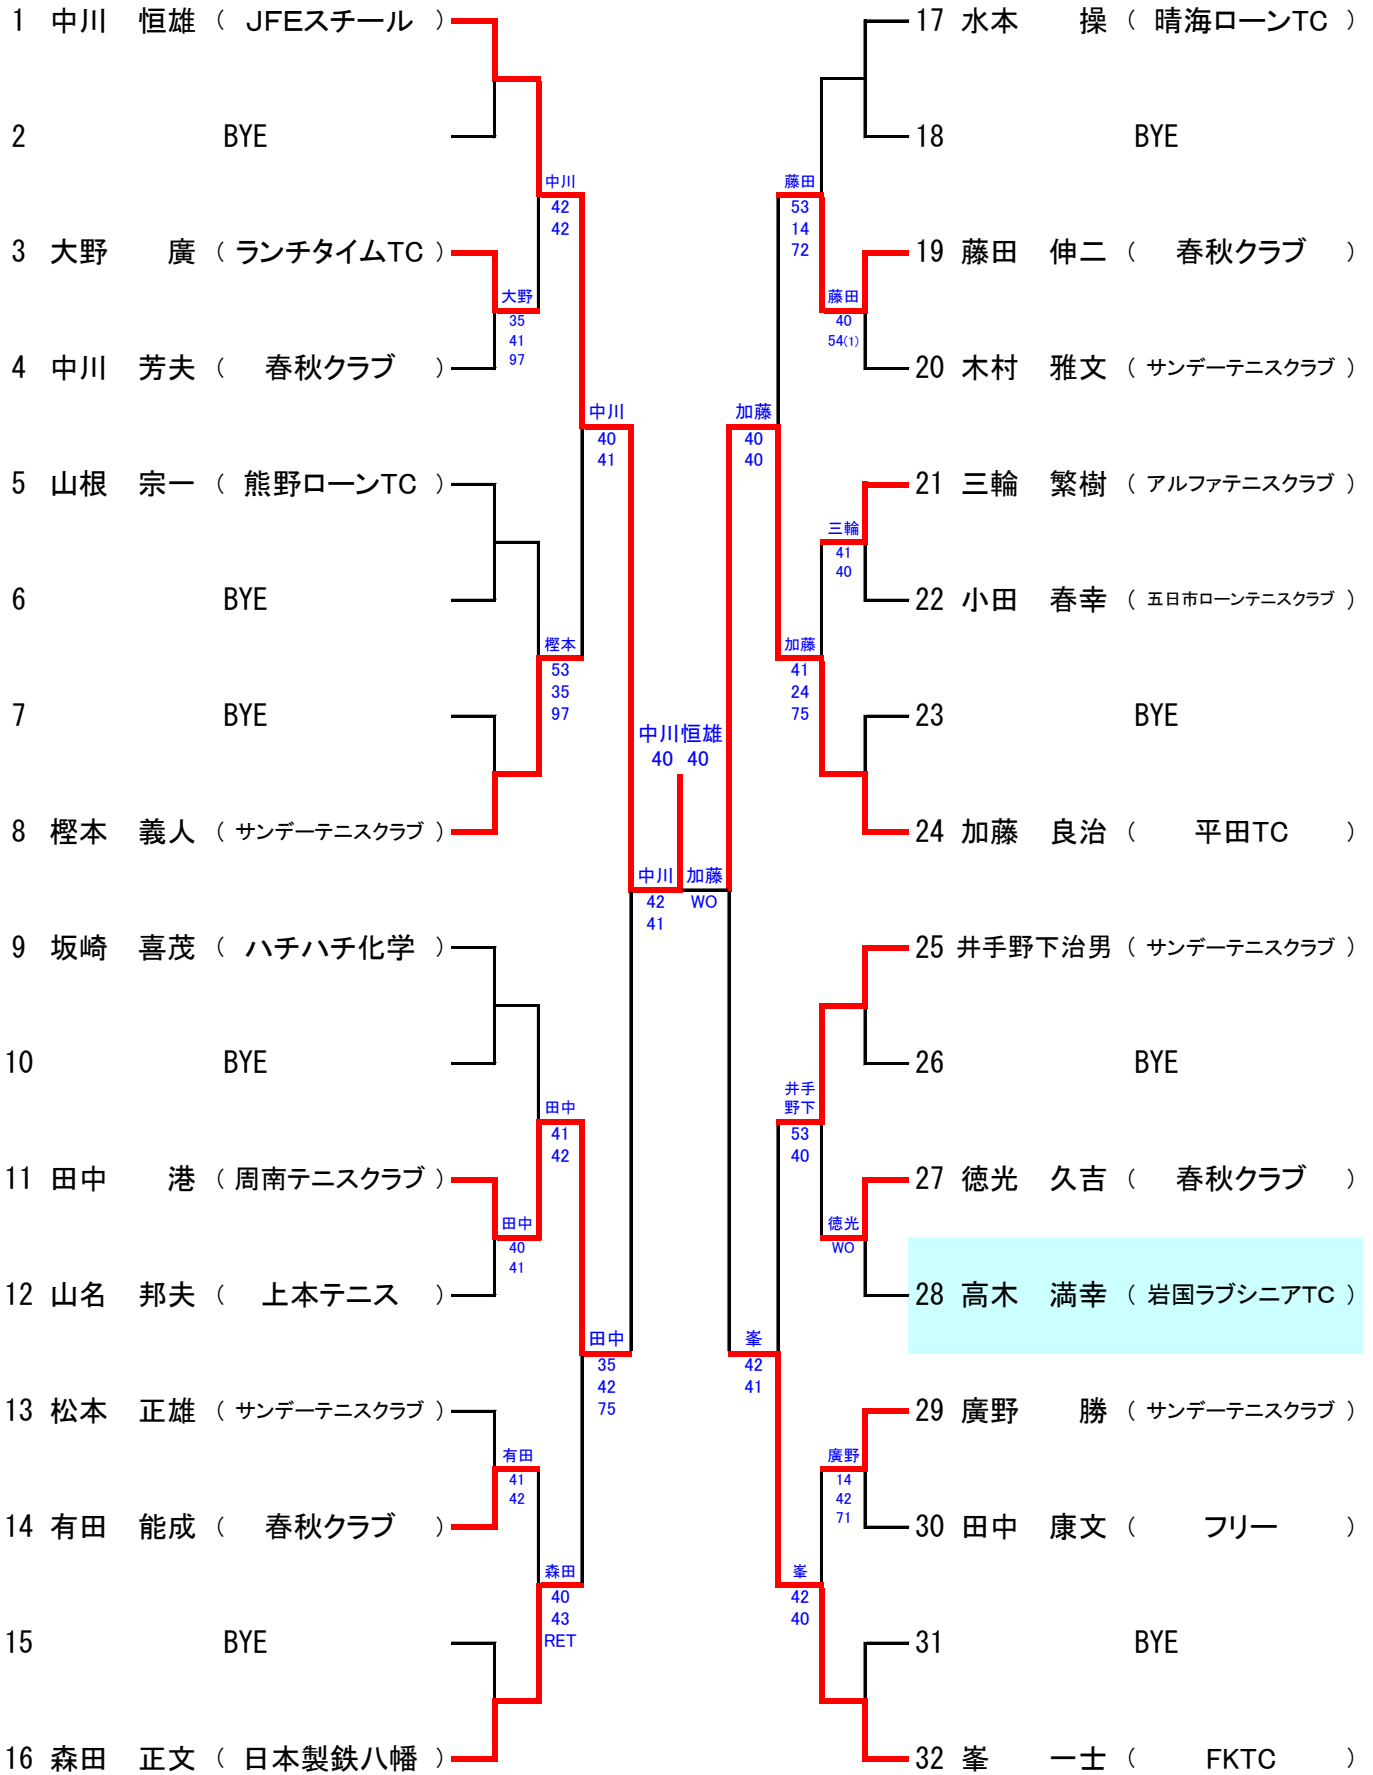 1 中川 恒雄 ( JFEスチール )
2 BYE
中川
42
42
3 大野 廣 ( ランチタイムTC )
大野
35
41
97
4 中川 芳夫 ( 春秋クラブ )
中川
40
41
5 山根 宗一 ( 熊野ローンTC )
6 BYE
樫本
53
35
97
7 BYE
8 樫本 義人 ( サンデーテニスクラブ )
中川
42
41
9 坂崎 喜茂 ( ハチハチ化学 )
10 BYE
田中
41
42
11 田中 港 ( 周南テニスクラブ )
田中
40
41
12 山名 邦夫 ( 上本テニス )
田中
35
42
75
13 松本 正雄 ( サンデーテニスクラブ )
有田
41
42
14 有田 能成 ( 春秋クラブ )
森田
40
43
RET
15 BYE
16 森田 正文 ( 日本製鉄八幡 )
中川恒雄
40 40
17 水本 操 ( 晴海ローンTC )
18 BYE
藤田
53
14
72
19 藤田 伸二 ( 春秋クラブ )
藤田
40
54(1)
20 木村 雅文 ( サンデーテニスクラブ )
加藤
40
40
21 三輪 繁樹 ( アルファテニスクラブ )
三輪
41
40
22 小田 春幸 ( 五日市ローンテニスクラブ )
加藤
41
24
75
23 BYE
24 加藤 良治 ( 平田TC )
加藤
WO
25 井手野下治男 ( サンデーテニスクラブ )
26 BYE
井手
野下
53
40
27 徳光 久吉 ( 春秋クラブ )
徳光
WO
28 高木 満幸 ( 岩国ラブシニアTC )
峯
42
41
29 廣野 勝 ( サンデーテニスクラブ )
廣野
14
42
71
30 田中 康文 ( フリー )
峯
42
40
31 BYE
32 峯 一士 ( FKTC )